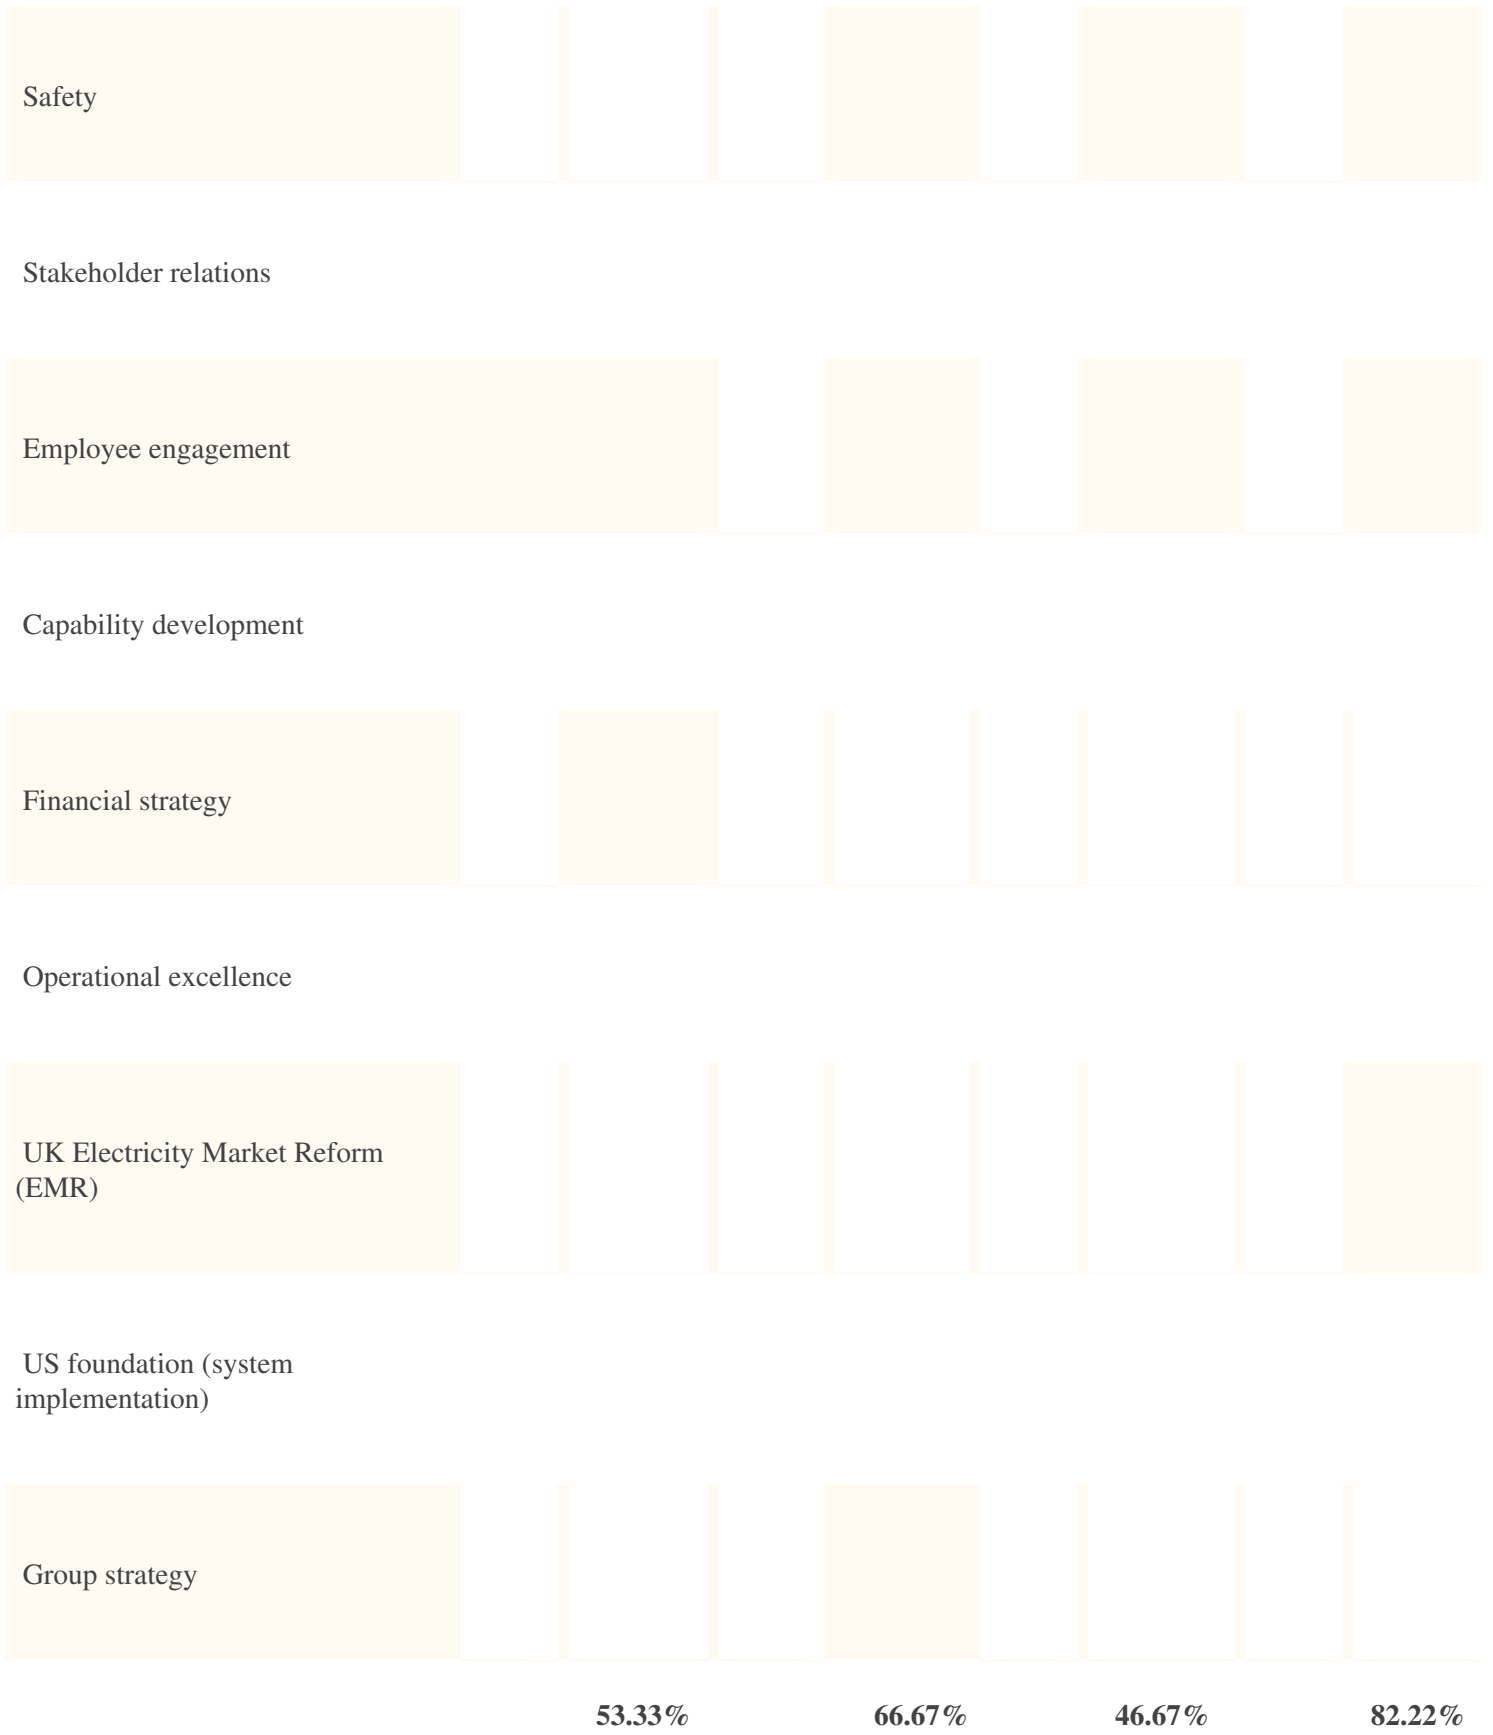 Safety
Stakeholder relations
Employee engagement
Capability development
Financial strategy
Operational excellence
UK Electricity Market Reform
(EMR)
US foundation (system
implementation)
Group strategy
53.33% 66.67% 46.67% 82.22%